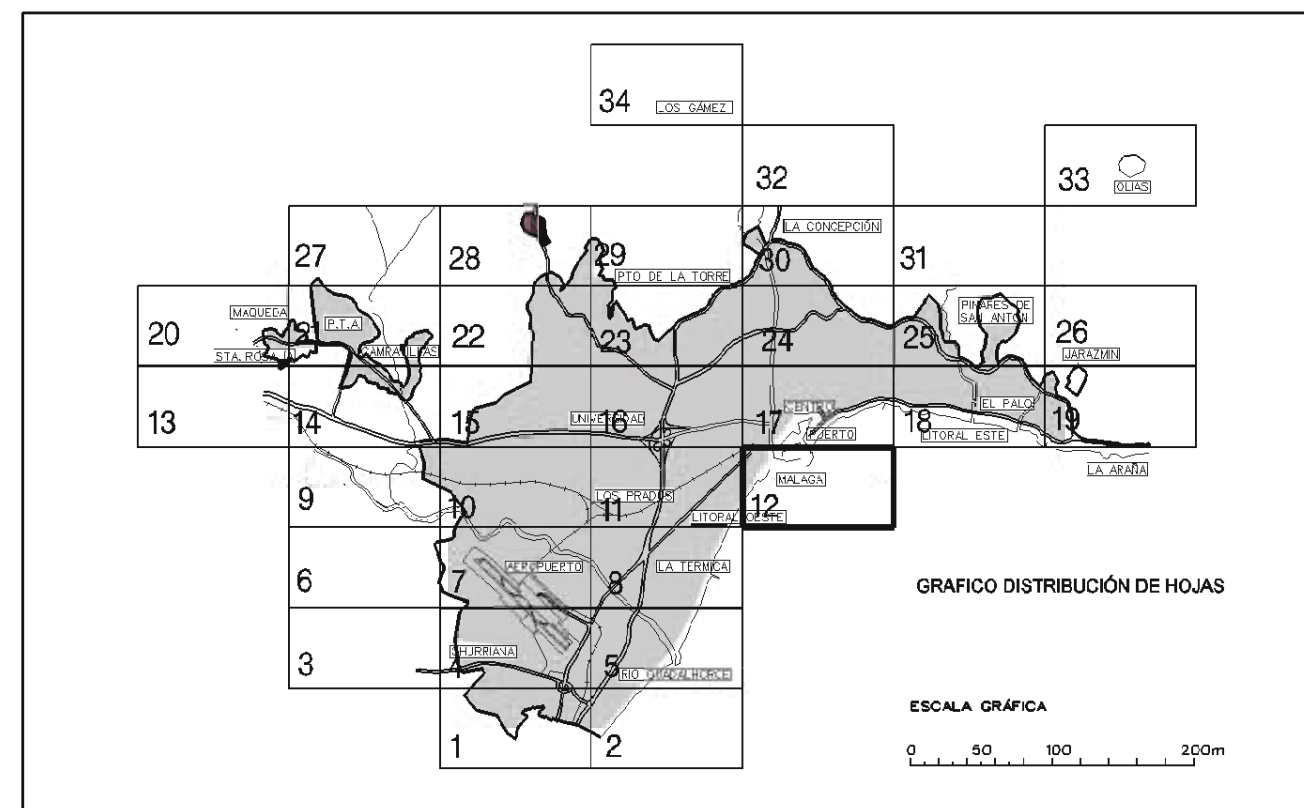 34 LOS GÁMEZ
32
33
OLIAS
LA CONCEPCIÓN
27 28 29 30 31
PTO DE LA TORRE
MAQUEDA
P.T.A.
PINARES DE
SAN ANTÓN
20 22 23 24 25 26
STA. ROSALIA
JARAZMIN
EL PALO
UNIVERSIDAD
CENTRO
13 14 15 16 17 18 19
PUERTO
LITORAL ESTE
LA ARAÑA
MALAGA
9 10 11 12
LOS PRADOS
LITORAL OESTE
AEROPUERTO
LA TERMICA
6 7 8
GRAFICO DISTRIBUCIÓN DE HOJAS
3 5
RIO GUADALHORCE
ESCALA GRÁFICA
0 50 100 200m
1 2